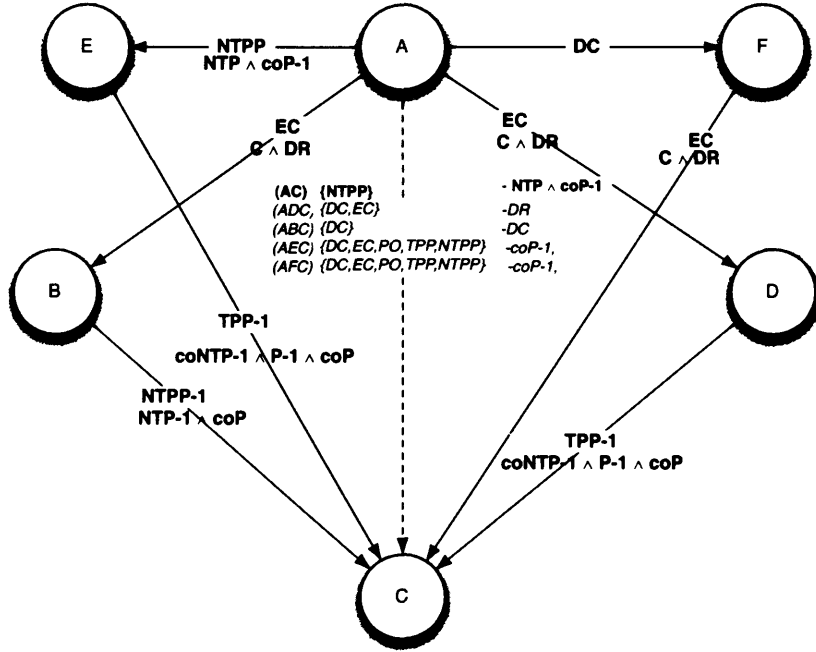 E
NTPP
NTP ∧ coP-1
A
DC
F
EC
C ∧ DR
EC
C ∧ DR
EC
C ∧ DR
(AC) {NTPP} - NTP ∧ coP-1
(ADC, {DC,EC} -DR
(ABC) {DC} -DC
(AEC) {DC,EC,PO,TPP,NTPP} -coP-1,
(AFC) {DC,EC,PO,TPP,NTPP} -coP-1,
B
D
TPP-1
coNTP-1 ∧ P-1 ∧ coP
NTPP-1
NTP-1 ∧ coP
TPP-1
coNTP-1 ∧ P-1 ∧ coP
C